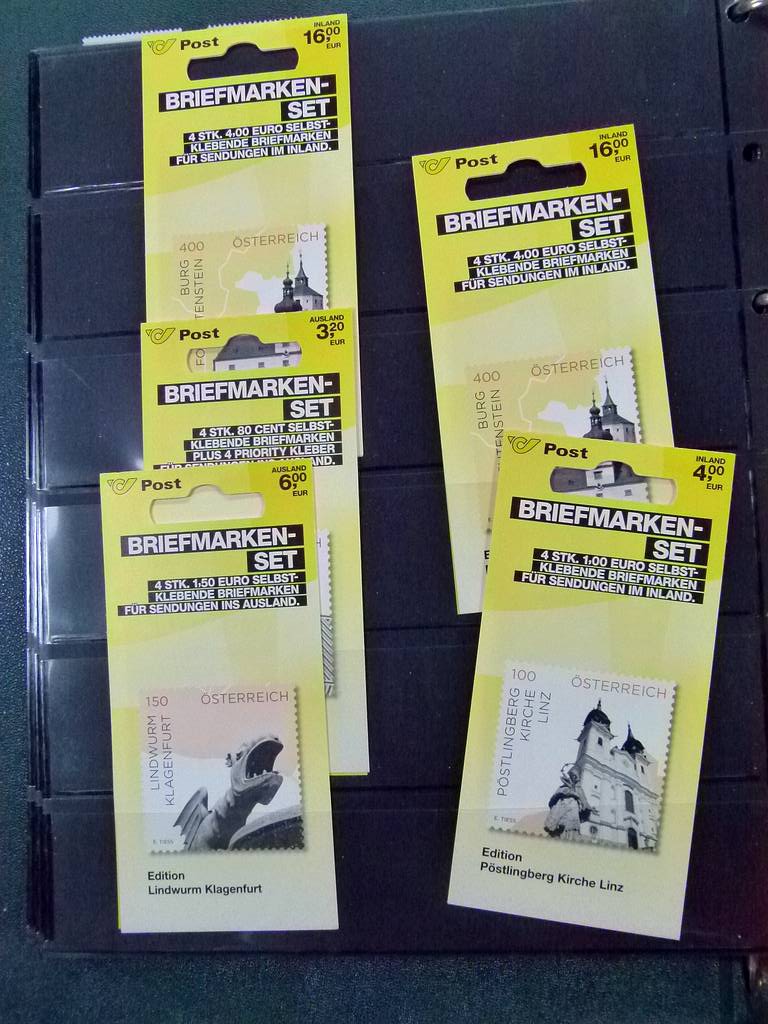 Post
INLAND
16,00
EUR
BRIEFMARKEN-
SET
4 STK. 4,00 EURO SELBST-
KLEBENDE BRIEFMARKEN
FÜR SENDUNGEN IM INLAND.
400
ÖSTERREICH
BURG
Post
AUSLAND
3,20
EUR
BRIEFMARKEN-
SET
4 STK. 80 CENT SELBST-
KLEBENDE BRIEFMARKEN
PLUS 4 PRIORITY KLEBER
Post
AUSLAND
6,00
EUR
BRIEFMARKEN-
SET
4 STK. 1,50 EURO SELBST-
KLEBENDE BRIEFMARKEN
FÜR SENDUNGEN INS AUSLAND.
150
ÖSTERREICH
LINDWURM
KLAGENFURT
E. TIESS
Edition
Lindwurm Klagenfurt
Post
INLAND
16,00
EUR
BRIEFMARKEN-
SET
4 STK. 4,00 EURO SELBST-
KLEBENDE BRIEFMARKEN
FÜR SENDUNGEN IM INLAND.
400
ÖSTERREICH
BURG
Post
INLAND
4,00
EUR
BRIEFMARKEN-
SET
4 STK. 1,00 EURO SELBST-
KLEBENDE BRIEFMARKEN
FÜR SENDUNGEN IM INLAND.
100
ÖSTERREICH
PÖSTLINGBERG
KIRCHE
LINZ
E. TIESS
Edition
Pöstlingberg Kirche Linz